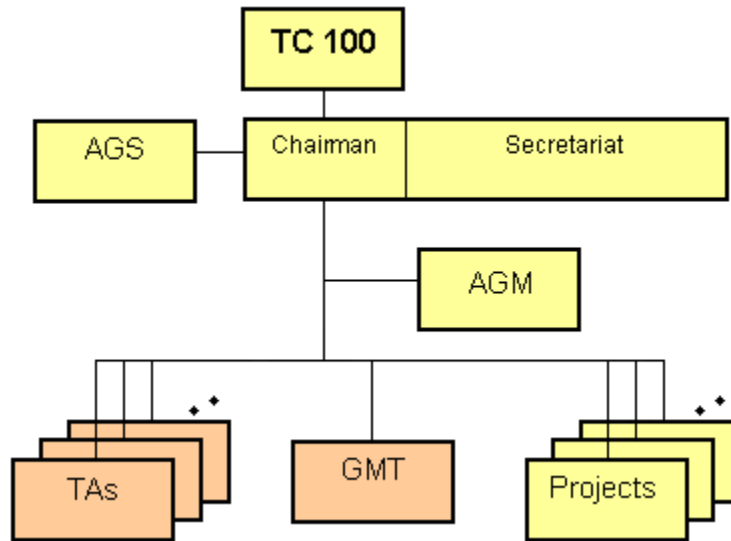 TC 100
AGS
Chairman
Secretariat
AGM
TAs
GMT
Projects